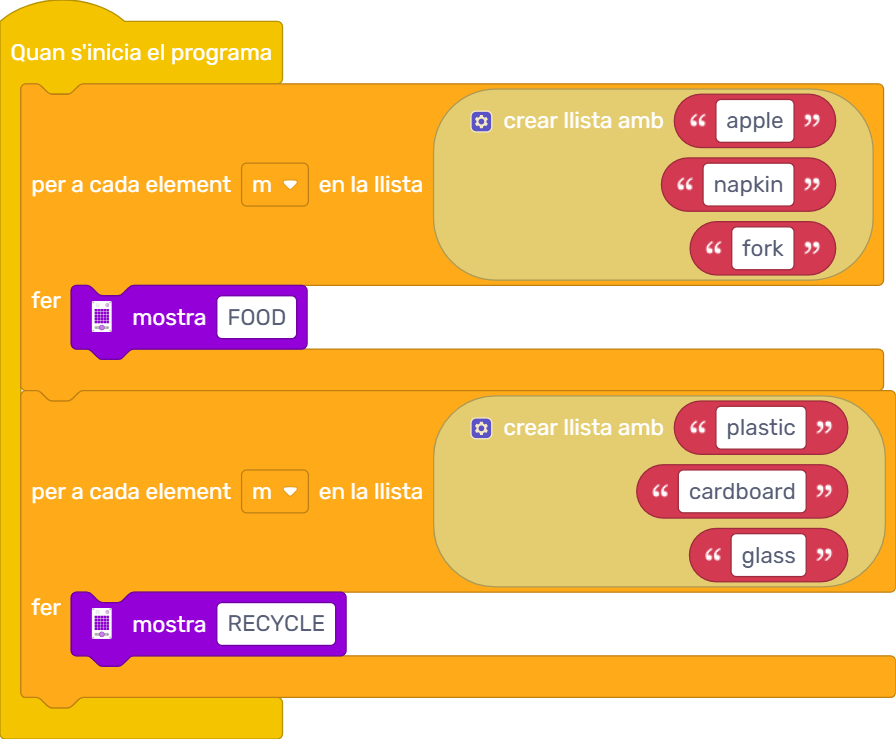 Quan s'inicia el programa
crear llista amb “ apple ”
per a cada element m en la llista “ napkin ”
“ fork ”
fer mostra FOOD
crear llista amb “ plastic ”
per a cada element m en la llista “ cardboard ”
“ glass ”
fer mostra RECYCLE